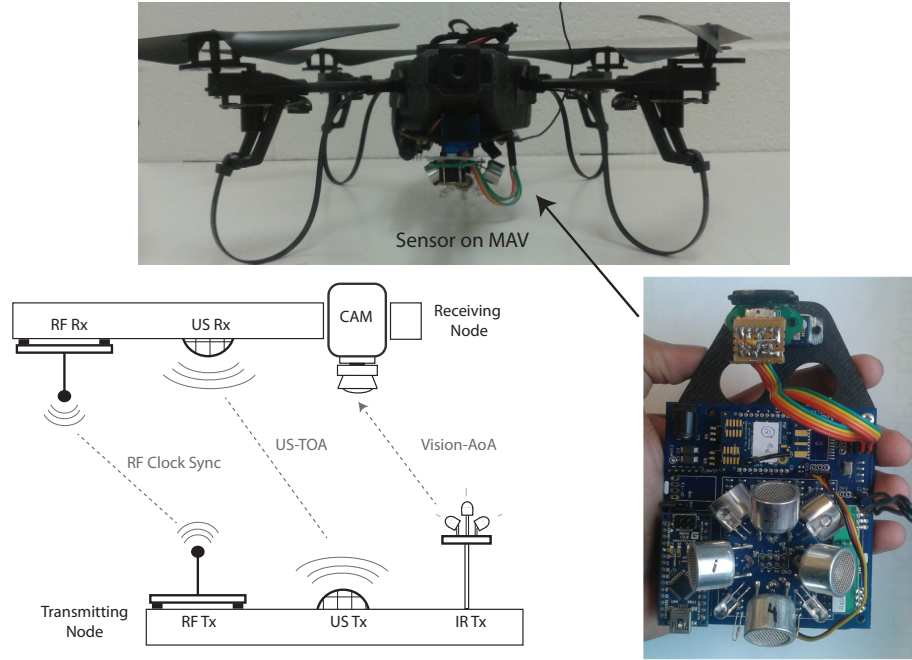 Sensor on MAV
RF Rx
US Rx
CAM
Receiving
Node
RF Clock Sync
US-TOA
Vision-AoA
Transmitting
Node
RF Tx
US Tx
IR Tx